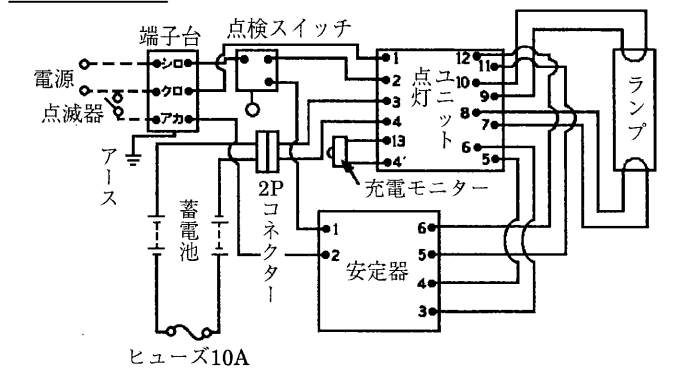 点検スイッチ
端子台
電源
点滅器
シロ
クロ
アカ
アース
2Pコネクター
蓄電池
ヒューズ10A
点灯ユニット
1
2
3
4
13
4′
12
11
10
9
8
7
6
5
充電モニター
ランプ
安定器
1
2
6
5
4
3